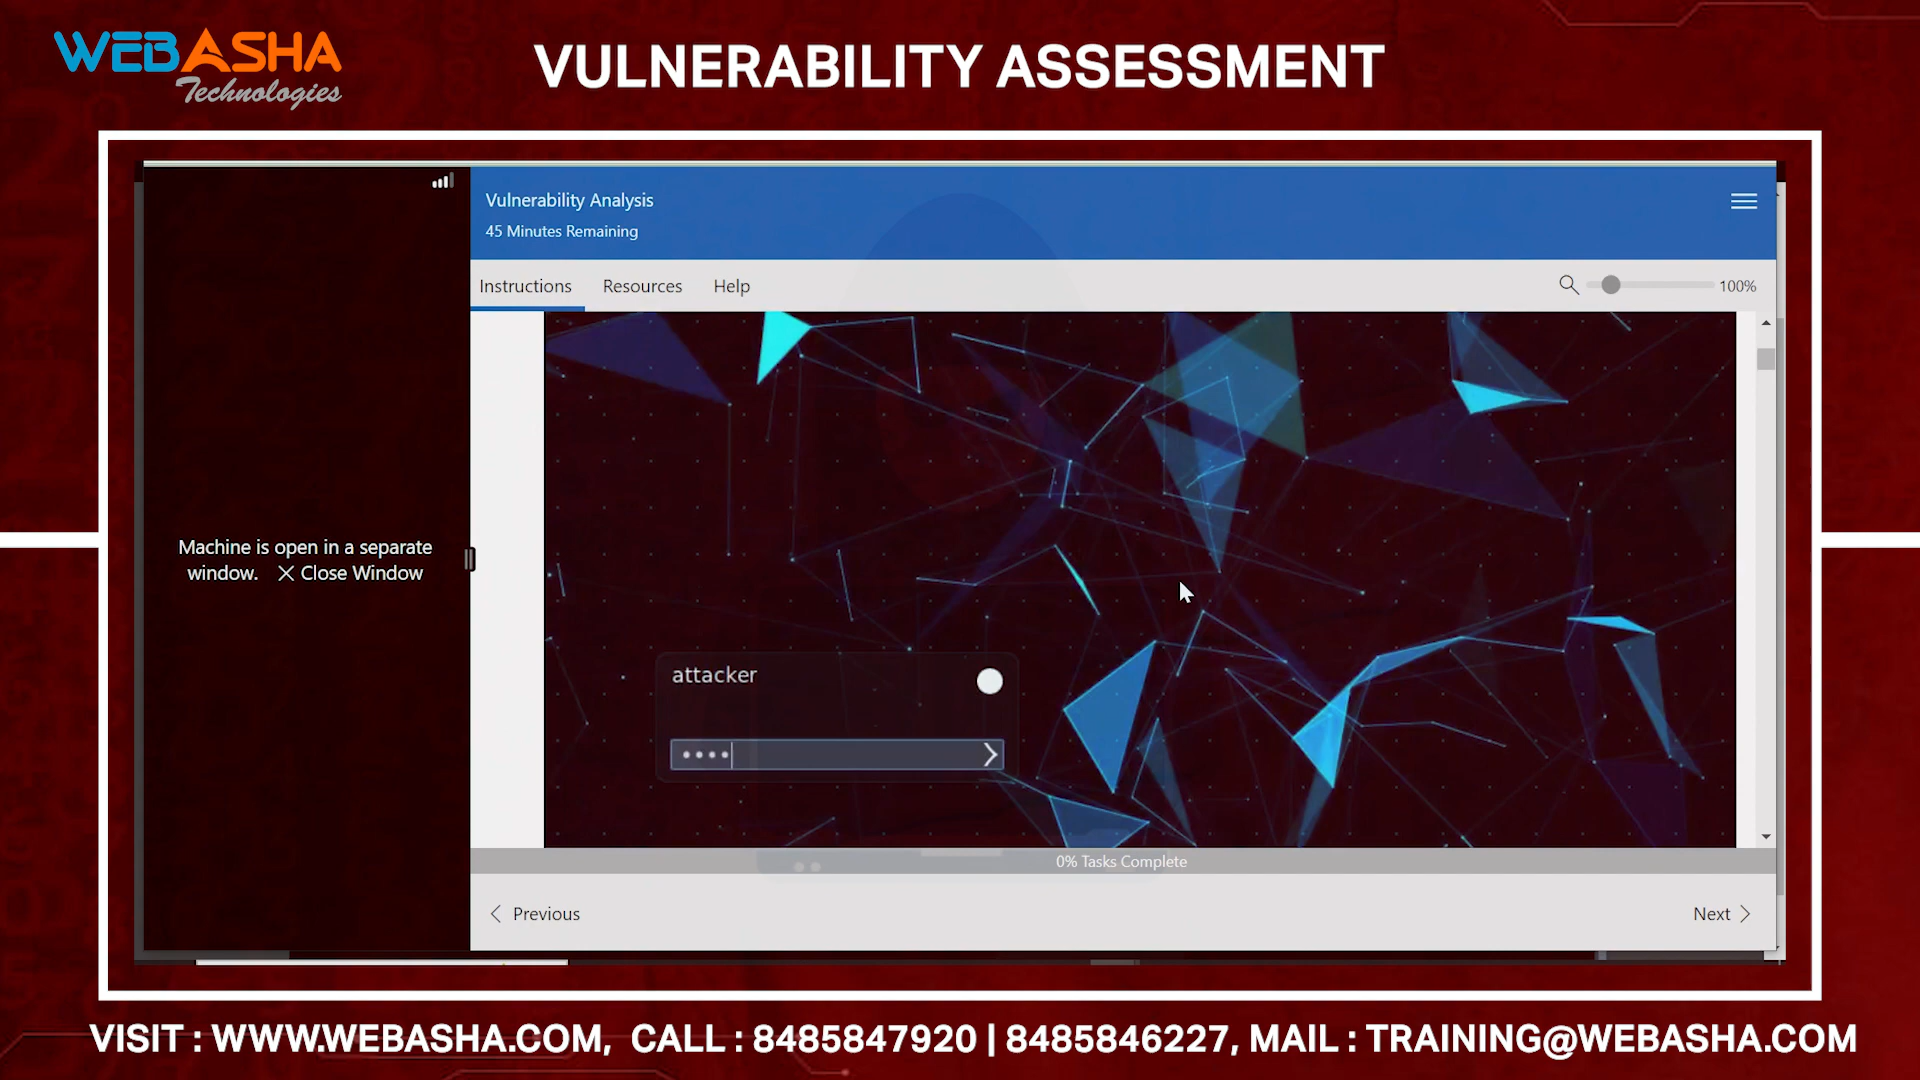 WEBASHA
Technologies
VULNERABILITY ASSESSMENT
Vulnerability Analysis
45 Minutes Remaining
Instructions Resources Help 100%
Machine is open in a separate
window. Close Window
attacker
0% Tasks Complete
Previous Next
VISIT : WWW.WEBASHA.COM, CALL : 8485847920 | 8485846227, MAIL : TRAINING@WEBASHA.COM